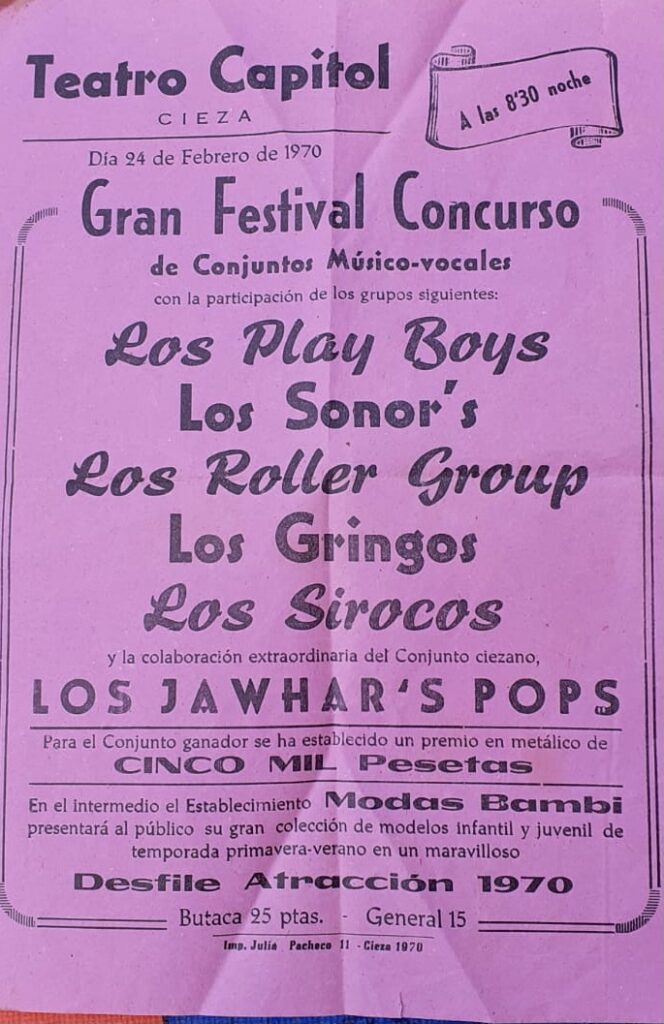 Teatro Capitol
CIEZA
A las 8'30 noche
Día 24 de Febrero de 1970
Gran Festival Concurso
de Conjuntos Músico-vocales
con la participación de los grupos siguientes:
Los Play Boys
Los Sonor's
Los Roller Group
Los Gringos
Los Sirocos
y la colaboración extraordinaria del Conjunto ciezano,
LOS JAWHAR'S POPS
Para el Conjunto ganador se ha establecido un premio en metálico de
CINCO MIL Pesetas
En el intermedio el Establecimiento Modas Bambi
presentará al público su gran colección de modelos infantil y juvenil de
temporada primavera-verano en un maravilloso
Desfile Atracción 1970
Butaca 25 ptas. - General 15
Imp. Juliá Pacheco 11 - Cieza 1970